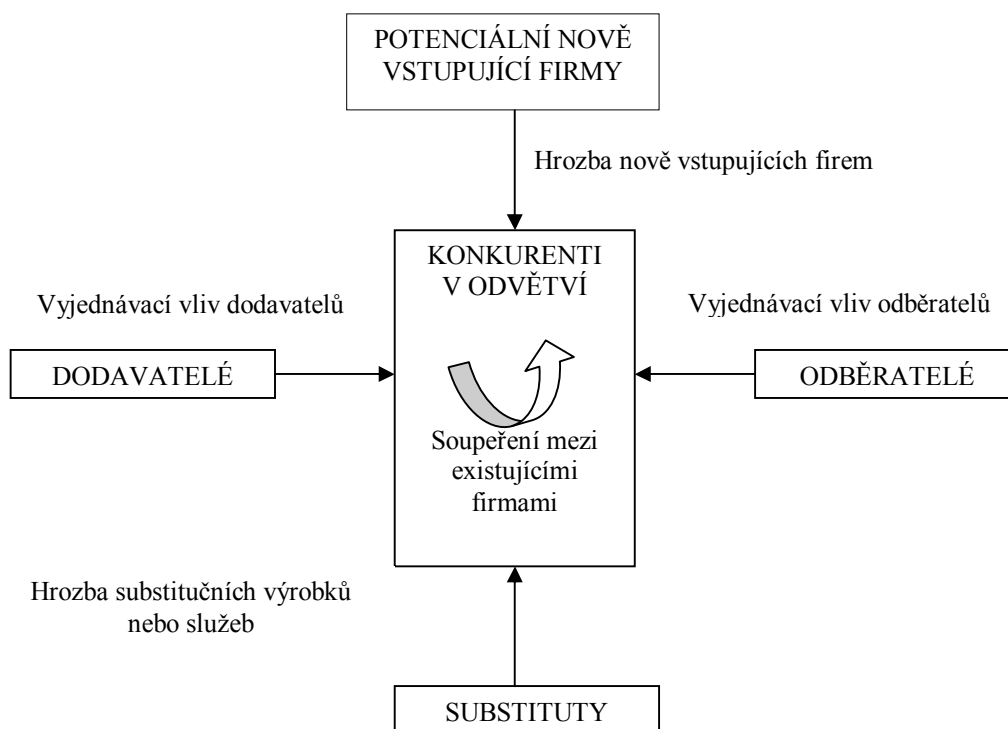 POTENCIÁLNÍ NOVĚ
VSTUPUJÍCÍ FIRMY
Hrozba nově vstupujících firem
KONKURENTI
V ODVĚTVÍ
Vyjednávací vliv dodavatelů
Vyjednávací vliv odběratelů
DODAVATELÉ
ODBĚRATELÉ
Soupeření mezi
existujícími
firmami
Hrozba substitučních výrobků
nebo služeb
SUBSTITUTY